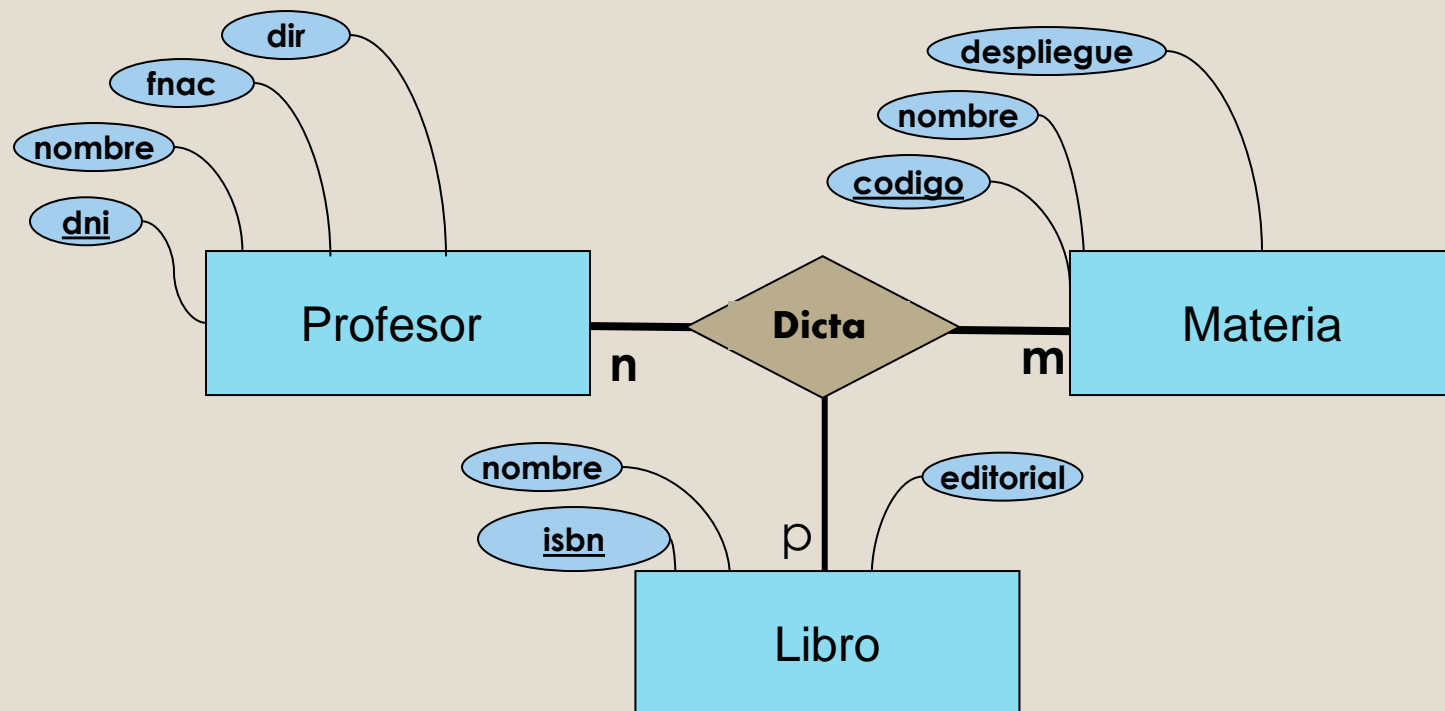 dir
fnac
nombre
dni
Profesor
n
Dicta
m
despliegue
nombre
codigo
Materia
nombre
isbn
p
editorial
Libro